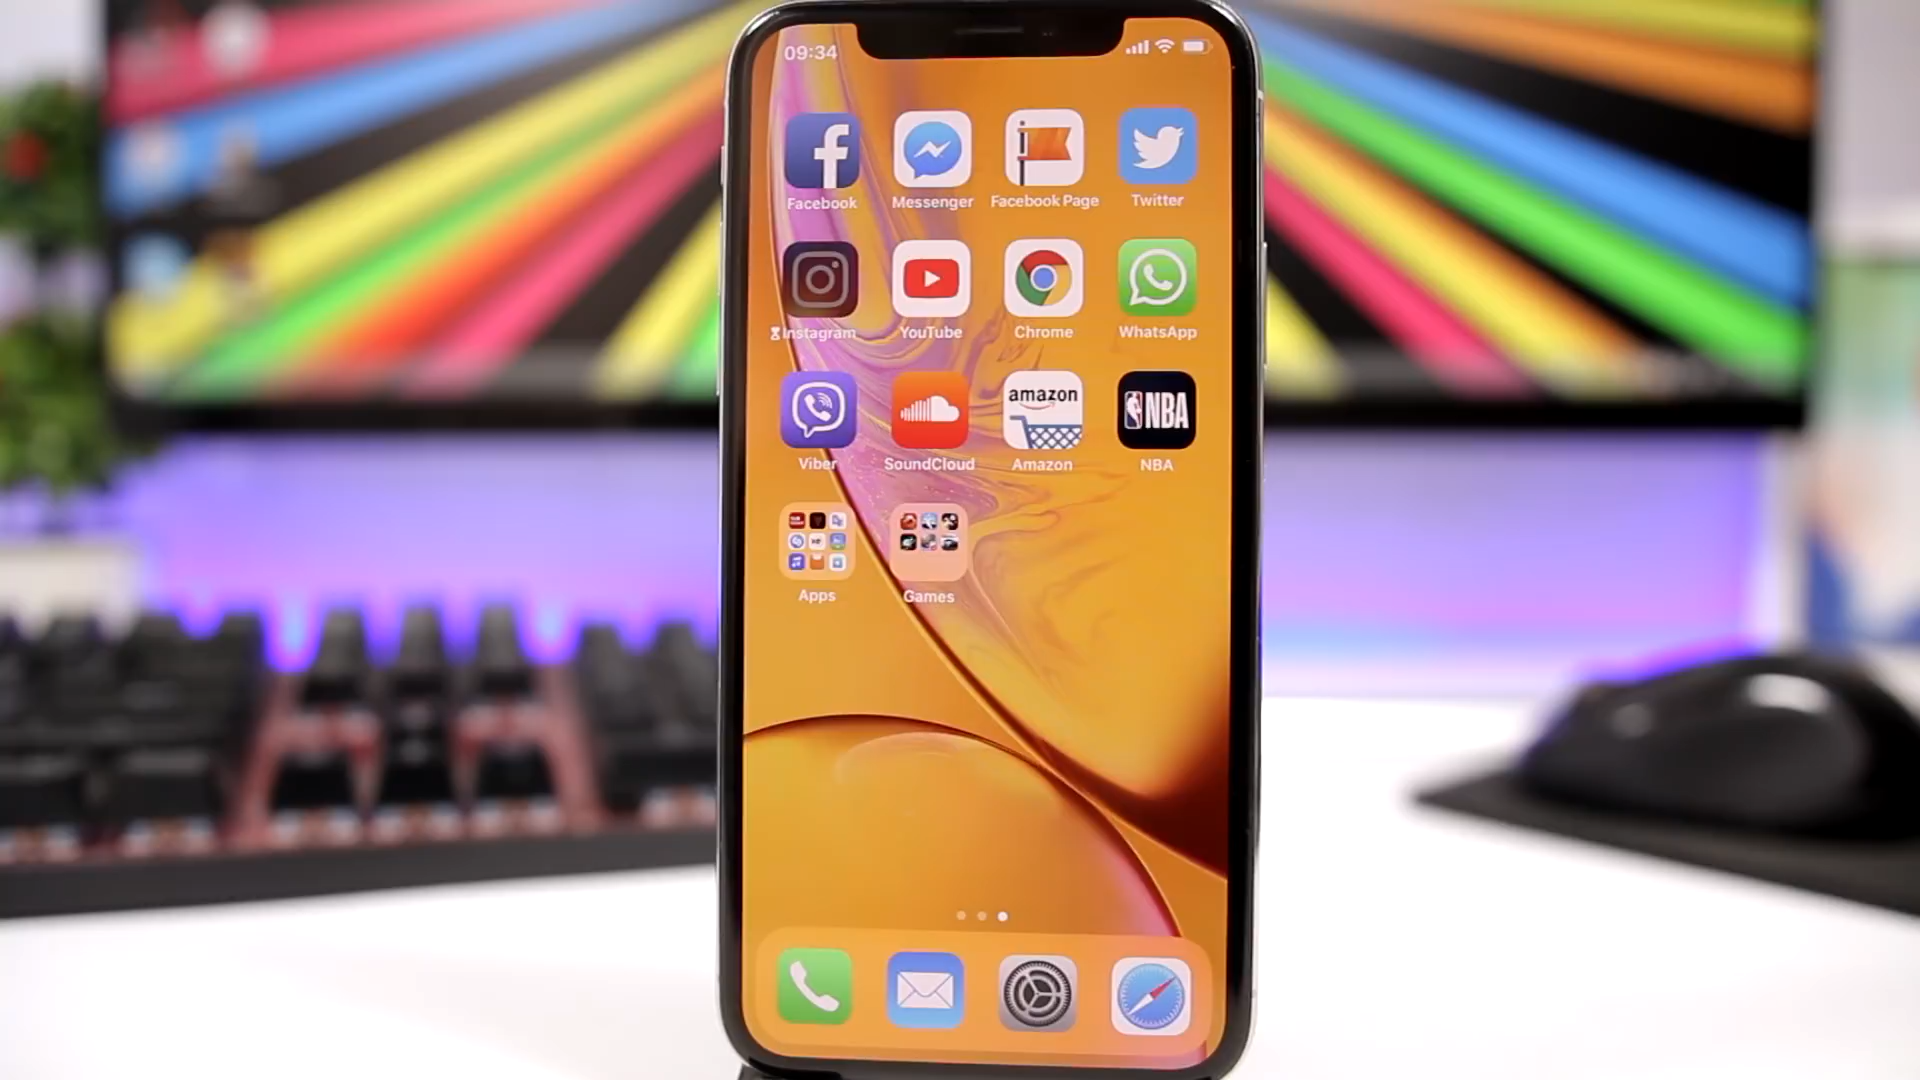 09:34
Facebook Messenger Facebook Page Twitter
Instagram YouTube Chrome WhatsApp
amazon NBA
Viber SoundCloud Amazon NBA
Apps Games